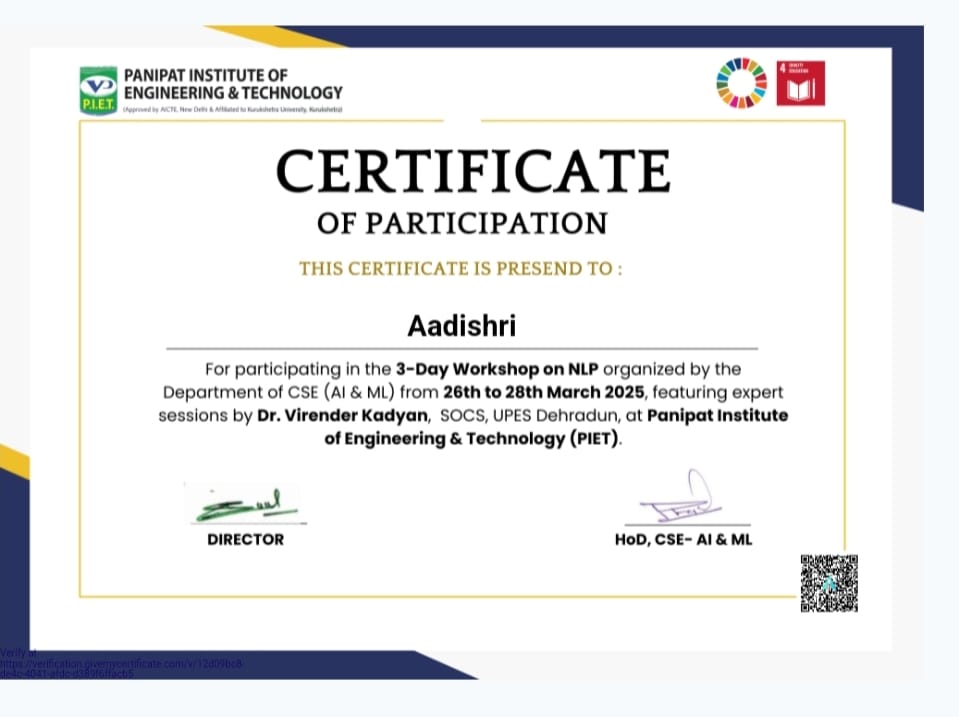 PANIPAT INSTITUTE OF
ENGINEERING & TECHNOLOGY
(Approved by AICTE, New Delhi & Affiliated to Kurukshetra University, Kurukshetra)
P.I.E.T.
4 QUALITY
EDUCATION
CERTIFICATE
OF PARTICIPATION
THIS CERTIFICATE IS PRESEND TO :
Aadishri
For participating in the 3-Day Workshop on NLP organized by the
Department of CSE (AI & ML) from 26th to 28th March 2025, featuring expert
sessions by Dr. Virender Kadyan, SOCS, UPES Dehradun, at Panipat Institute
of Engineering & Technology (PIET).
DIRECTOR
HoD, CSE- AI & ML
Verify at
https://verification.givemycertificate.com/v/12d09bc8-
de4c-4041-afdc-d389f6ffacb5